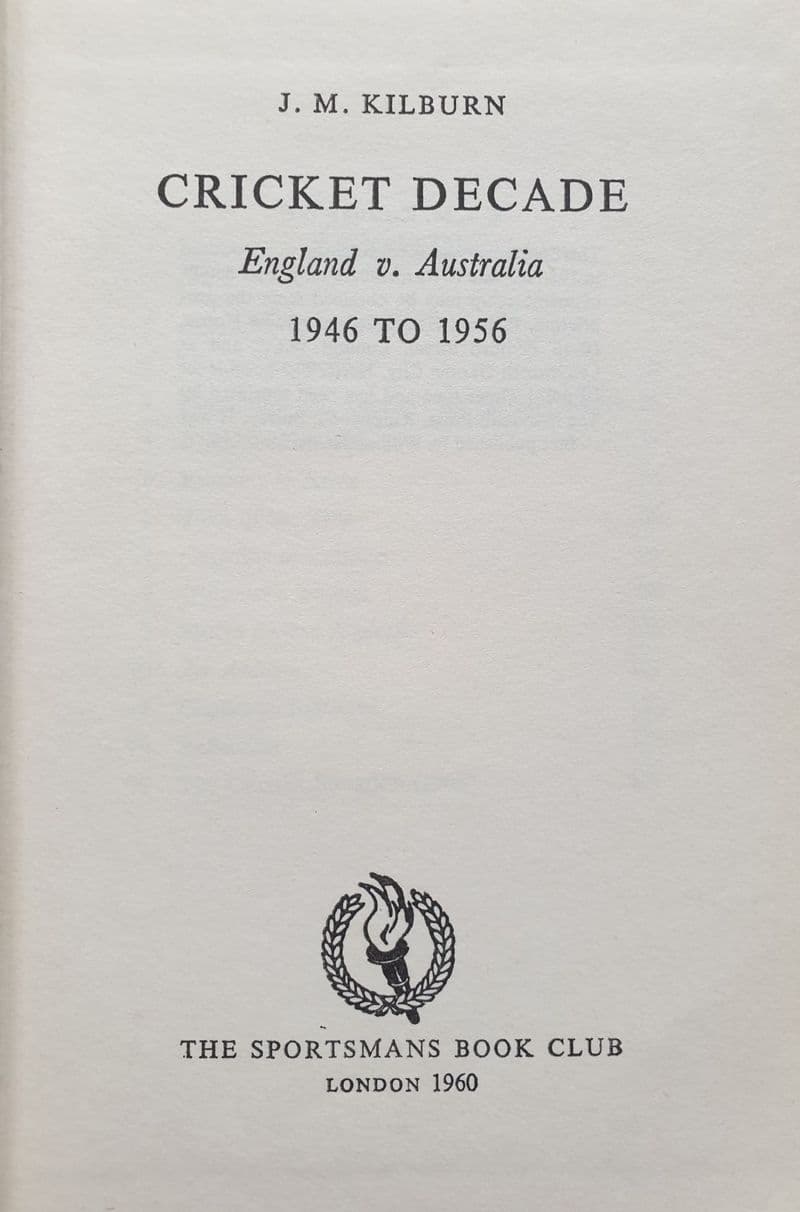 J. M. KILBURN
CRICKET DECADE
England v. Australia
1946 TO 1956
THE SPORTSMANS BOOK CLUB
LONDON 1960